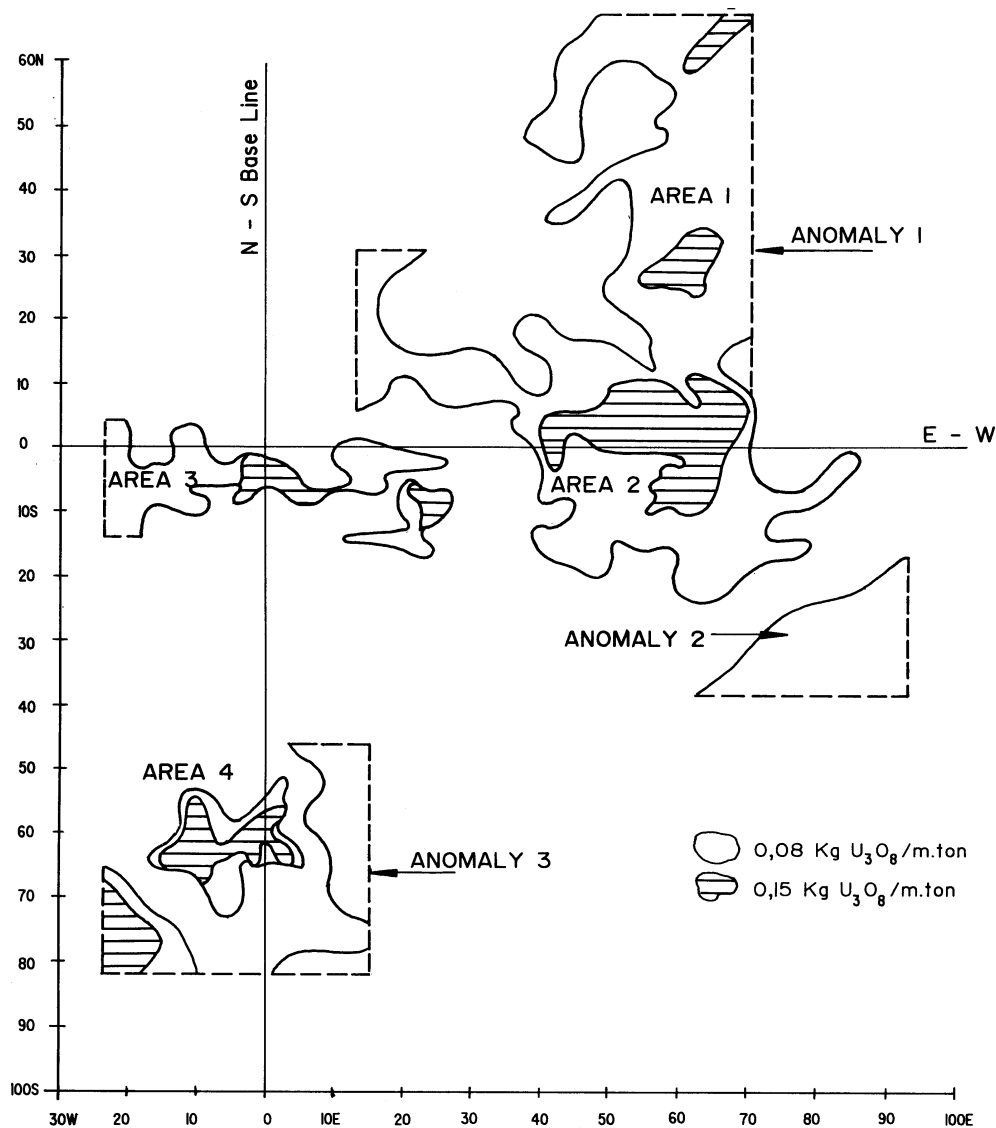 60N
50
40
30
20
10
0
10S
20
30
40
50
60
70
80
90
100S
30W 20 10 0 10E 20 30 40 50 60 70 80 90 100E
N - S Base Line
E - W
AREA 1
ANOMALY 1
AREA 3
AREA 2
ANOMALY 2
AREA 4
ANOMALY 3
0,08 Kg U₃O₈/m.ton
0,15 Kg U₃O₈/m.ton